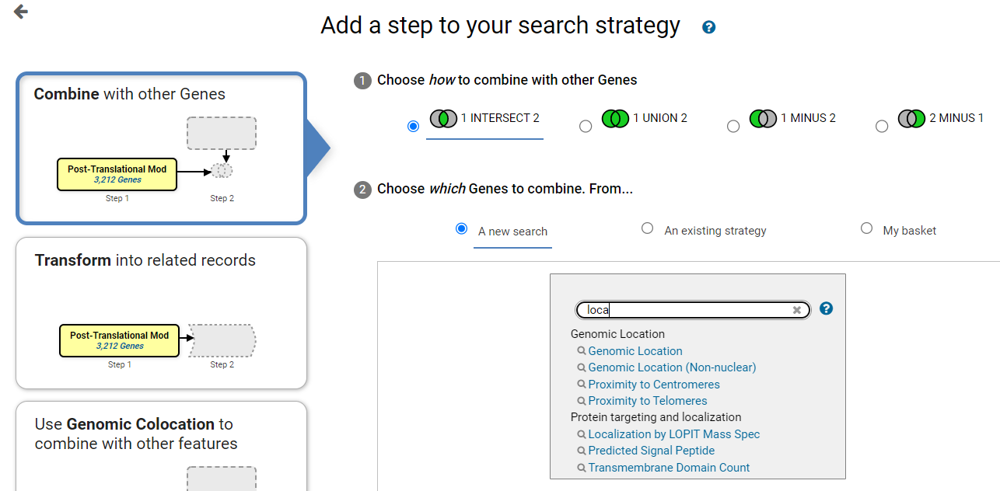 Add a step to your search strategy ?
Combine with other Genes
Post-Translational Mod
3,212 Genes
Step 1
Step 2
Transform into related records
Post-Translational Mod
3,212 Genes
Step 1
Step 2
Use Genomic Colocation to
combine with other features
1 Choose how to combine with other Genes
1 INTERSECT 2
1 UNION 2
1 MINUS 2
2 MINUS 1
2 Choose which Genes to combine. From...
A new search
An existing strategy
My basket
loca
?
Genomic Location
Genomic Location
Genomic Location (Non-nuclear)
Proximity to Centromeres
Proximity to Telomeres
Protein targeting and localization
Localization by LOPIT Mass Spec
Predicted Signal Peptide
Transmembrane Domain Count